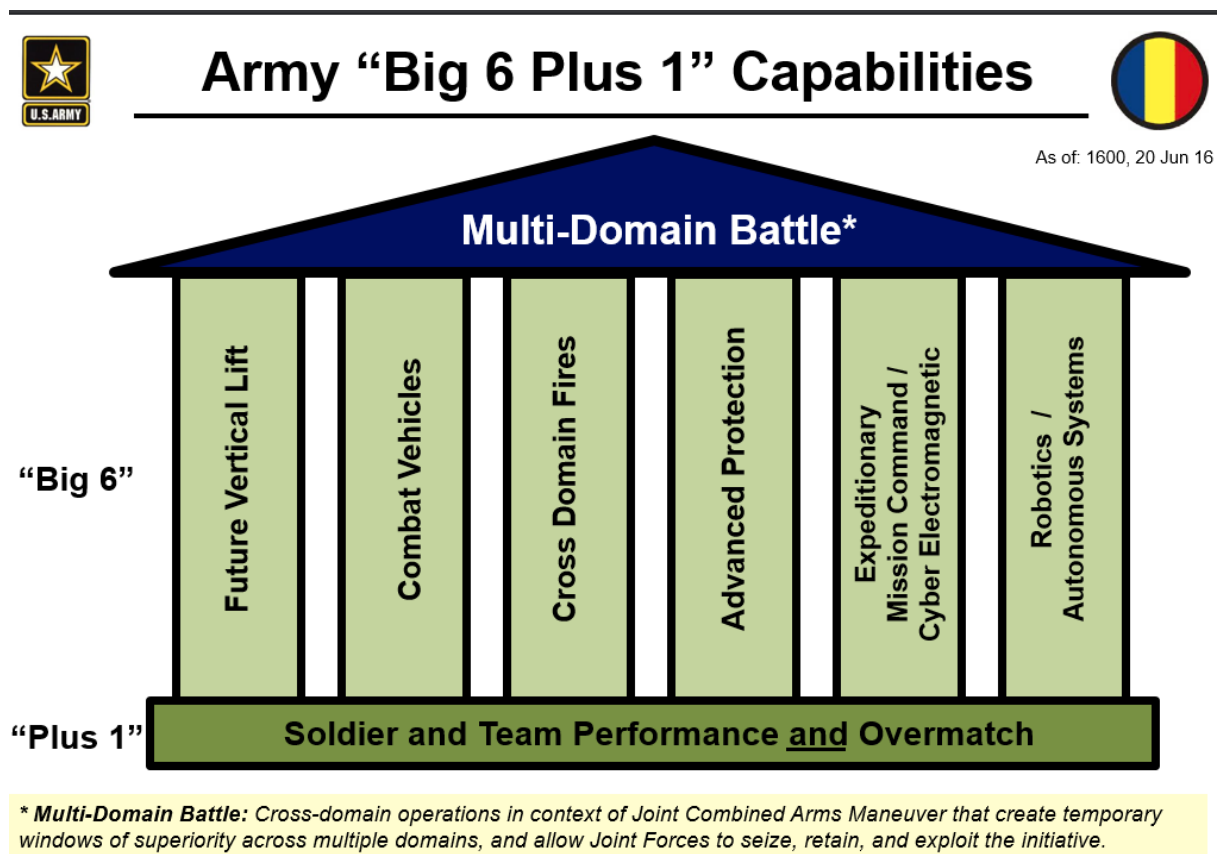 Army “Big 6 Plus 1” Capabilities
U.S.ARMY
As of: 1600, 20 Jun 16
Multi-Domain Battle*
“Big 6”
Future Vertical Lift
Combat Vehicles
Cross Domain Fires
Advanced Protection
Expeditionary
Mission Command /
Cyber Electromagnetic
Robotics /
Autonomous Systems
“Plus 1”
Soldier and Team Performance and Overmatch
* Multi-Domain Battle: Cross-domain operations in context of Joint Combined Arms Maneuver that create temporary
windows of superiority across multiple domains, and allow Joint Forces to seize, retain, and exploit the initiative.